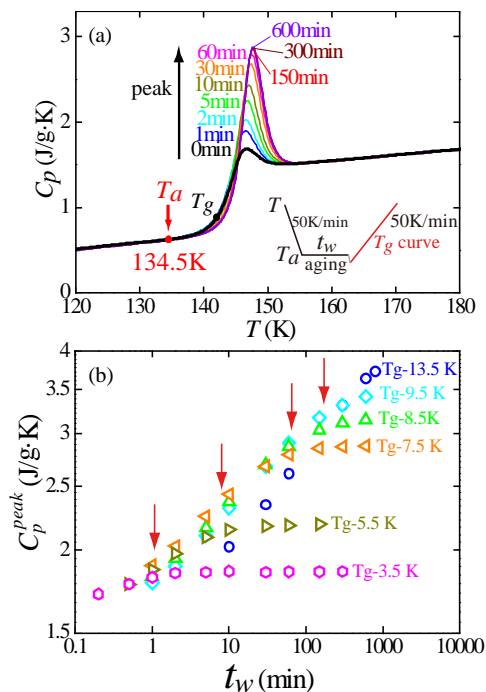 (a)
600min
300min
150min
60min
30min
10min
5min
2min
1min
0min
peak
Cp (J/g·K)
3
2
1
0
Ta
134.5K
Tg
T
50K/min
Ta
tw
aging
50K/min
Tg curve
120 130 140 150 160 170 180
T (K)
(b)
Cp^peak (J/g·K)
4
3.5
3
2.5
2
1.5
Tg-13.5 K
Tg-9.5 K
Tg-8.5K
Tg-7.5 K
Tg-5.5 K
Tg-3.5 K
0.1 1 10 100 1000 10000
tw (min)